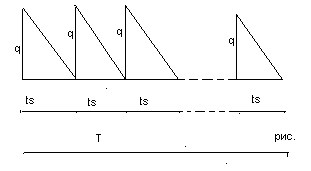 q q q q
ts ts ts ts
T рис.